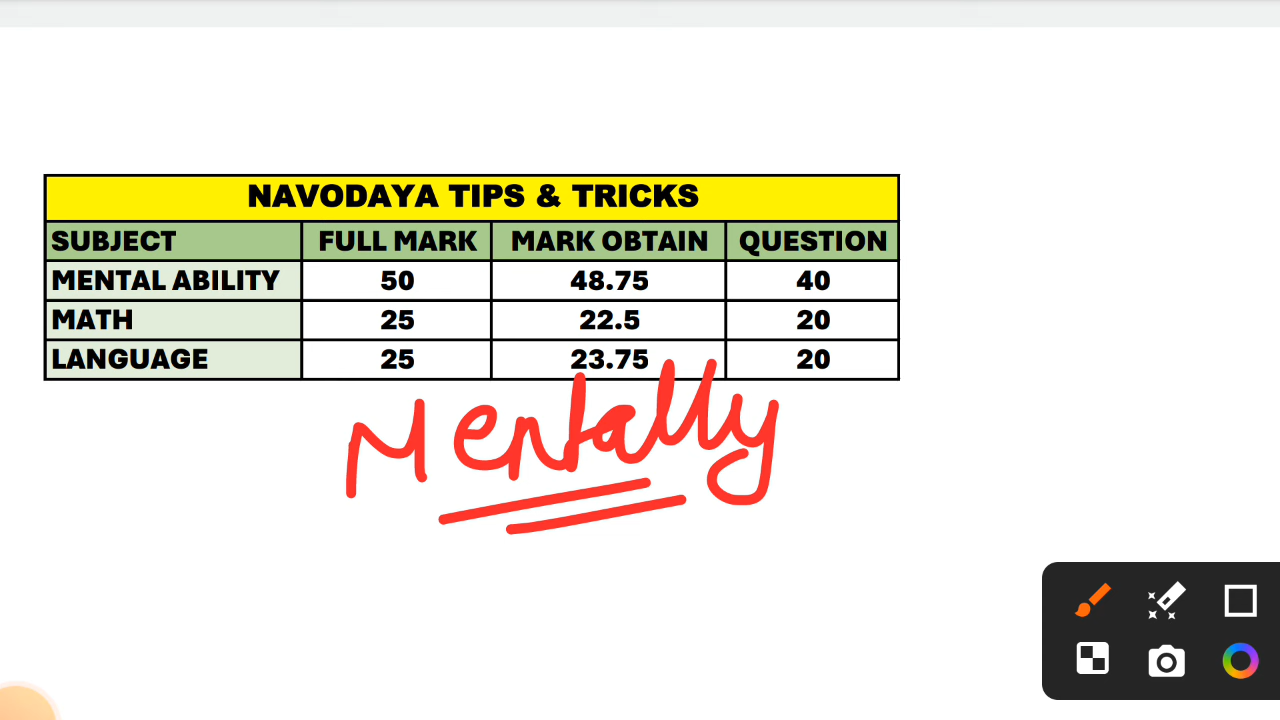 NAVODAYA TIPS & TRICKS
SUBJECT FULL MARK MARK OBTAIN QUESTION
MENTAL ABILITY 50 48.75 40
MATH 25 22.5 20
LANGUAGE 25 23.75 20
Mentally